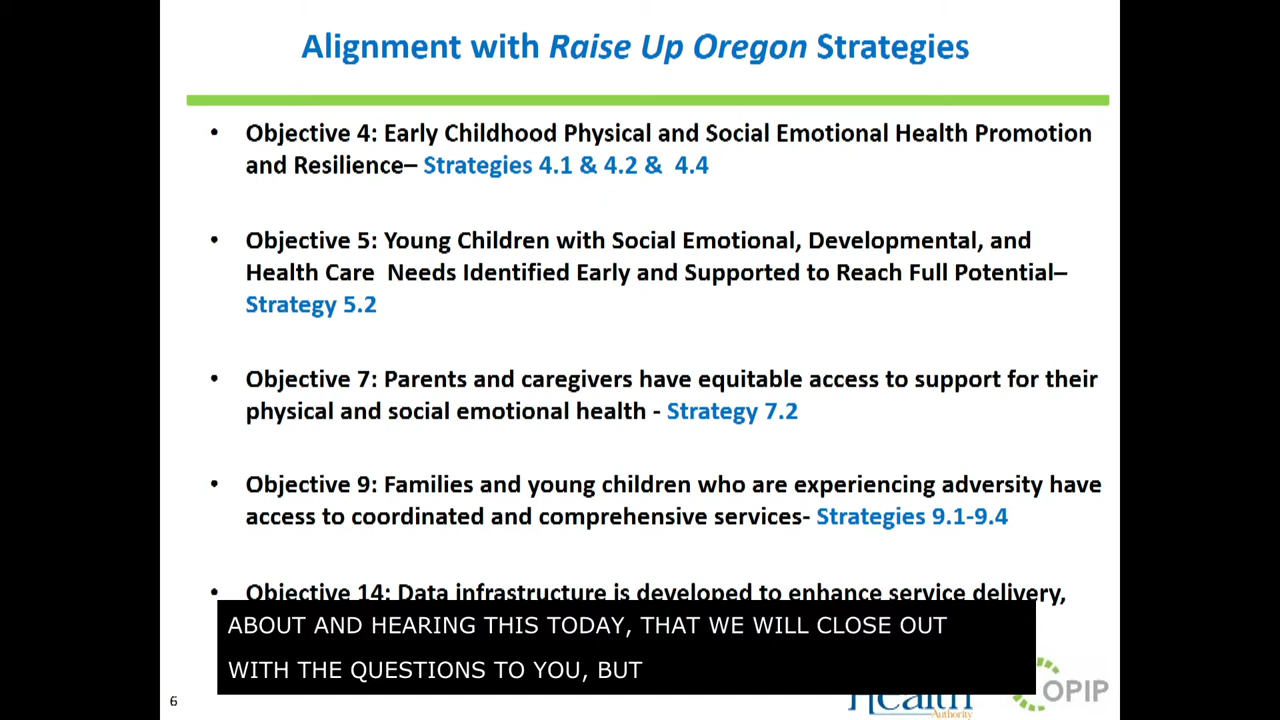 Alignment with Raise Up Oregon Strategies
• Objective 4: Early Childhood Physical and Social Emotional Health Promotion
and Resilience– Strategies 4.1 & 4.2 & 4.4
• Objective 5: Young Children with Social Emotional, Developmental, and
Health Care Needs Identified Early and Supported to Reach Full Potential–
Strategy 5.2
• Objective 7: Parents and caregivers have equitable access to support for their
physical and social emotional health - Strategy 7.2
• Objective 9: Families and young children who are experiencing adversity have
access to coordinated and comprehensive services- Strategies 9.1-9.4
• Objective 14: Data infrastructure is developed to enhance service delivery,
ABOUT AND HEARING THIS TODAY, THAT WE WILL CLOSE OUT
WITH THE QUESTIONS TO YOU, BUT
6
Health
Authority
OPIP